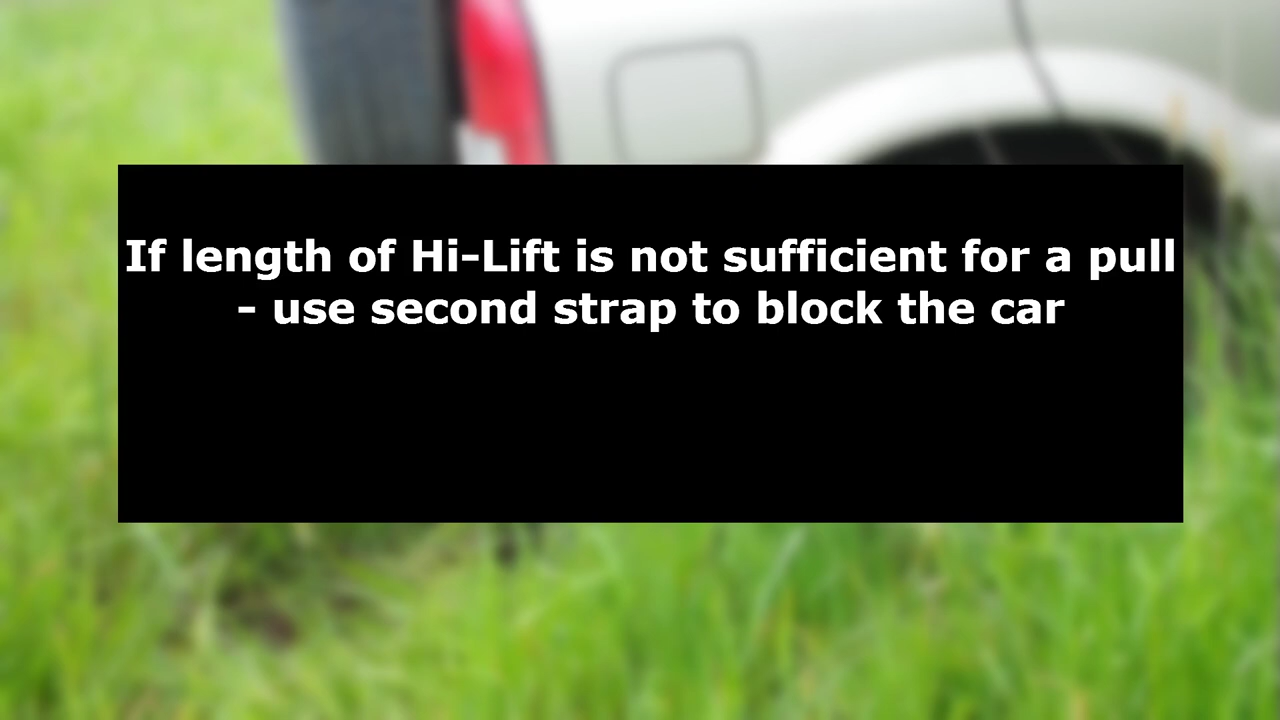 If length of Hi-Lift is not sufficient for a pull
- use second strap to block the car